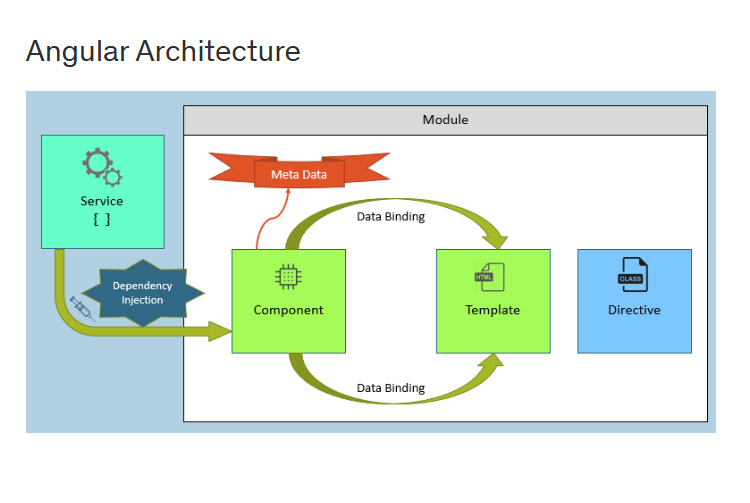 Angular Architecture
Module
Meta Data
Service
{ }
Data Binding
Dependency
Injection
HTML
CLASS
Component
Template
Directive
Data Binding